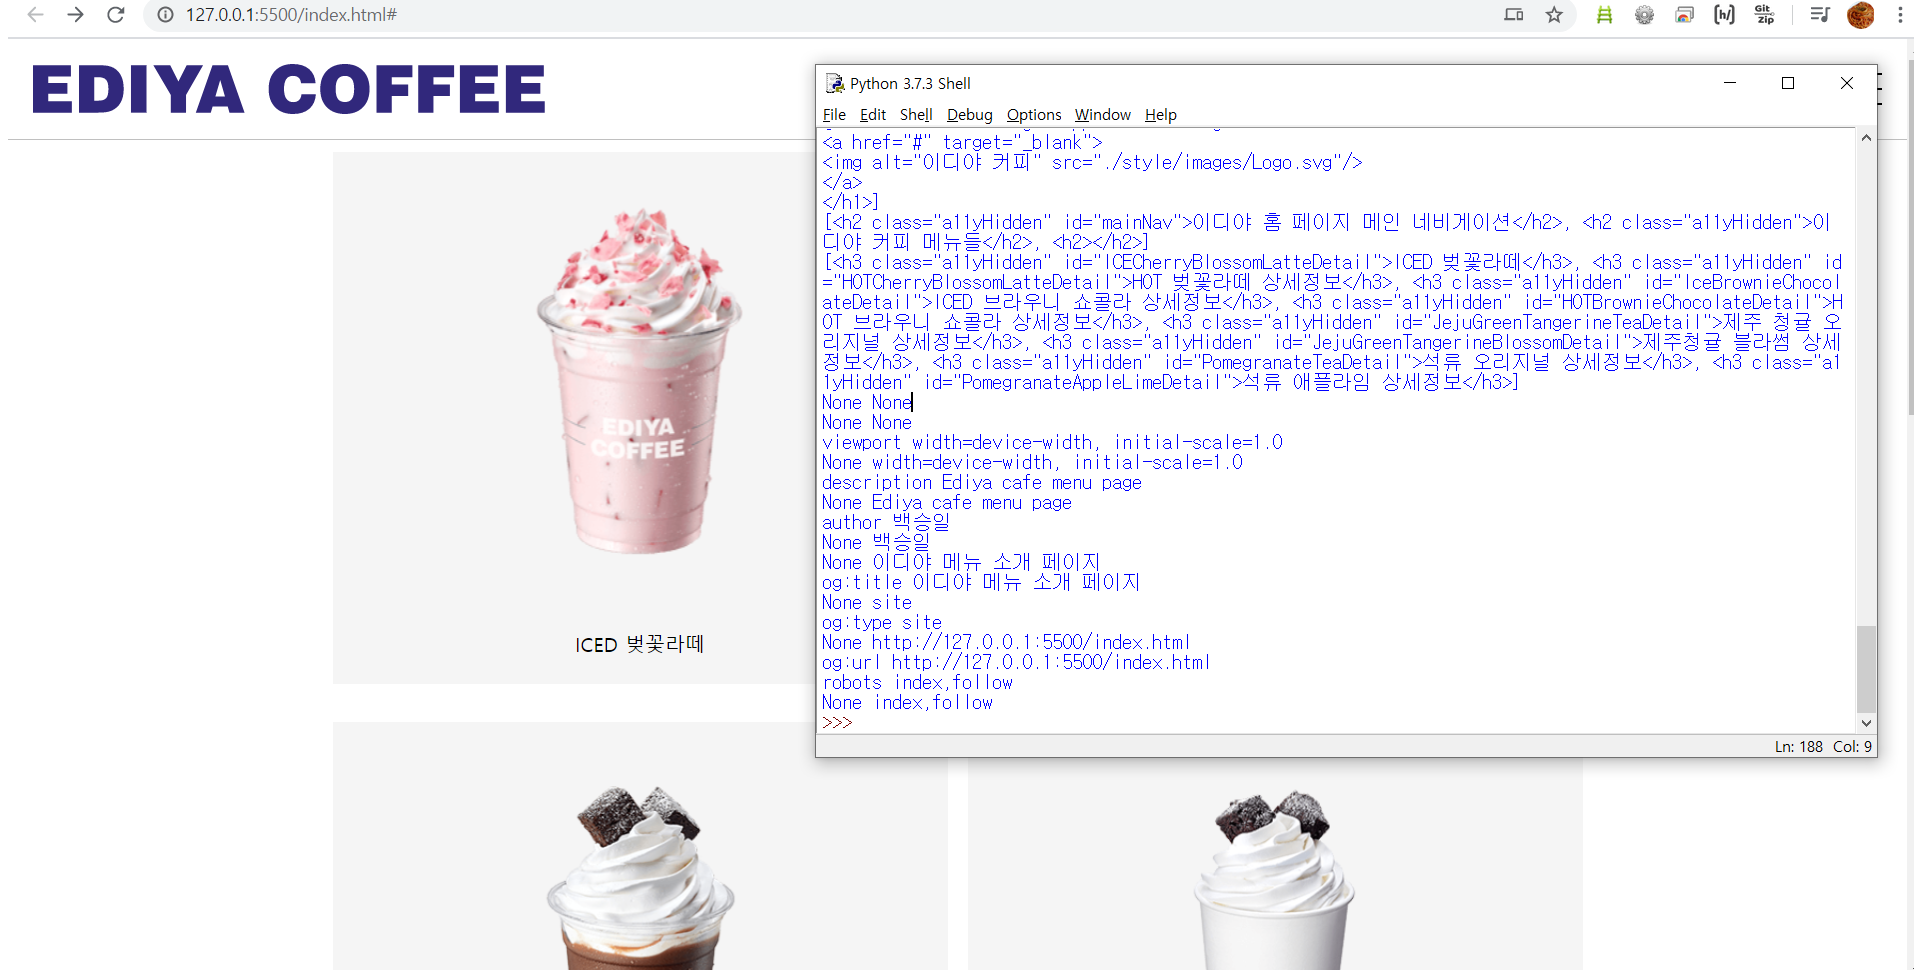 127.0.0.1:5500/index.html#
Git
Zip
EDIYA COFFEE
EDIYA
COFFEE
ICED 벚꽃라떼
Python 3.7.3 Shell
File Edit Shell Debug Options Window Help
<a href="#" target="_blank">
<img alt="이디야 커피" src="./style/images/Logo.svg"/>
</a>
</h1>]
[<h2 class="a11yHidden" id="mainNav">이디야 홈 페이지 메인 네비게이션</h2>, <h2 class="a11yHidden">이
디야 커피 메뉴들</h2>, <h2></h2>]
[<h3 class="a11yHidden" id="ICECherryBlossomLatteDetail">ICED 벚꽃라떼</h3>, <h3 class="a11yHidden" id
="HOTCherryBlossomLatteDetail">HOT 벚꽃라떼 상세정보</h3>, <h3 class="a11yHidden" id="IceBrownieChocol
ateDetail">ICED 브라우니 쇼콜라 상세정보</h3>, <h3 class="a11yHidden" id="HOTBrownieChocolateDetail">H
OT 브라우니 쇼콜라 상세정보</h3>, <h3 class="a11yHidden" id="JejuGreenTangerineTeaDetail">제주 청귤 오
리지널 상세정보</h3>, <h3 class="a11yHidden" id="JejuGreenTangerineBlossomDetail">제주청귤 블라썸 상세
정보</h3>, <h3 class="a11yHidden" id="PomegranateTeaDetail">석류 오리지널 상세정보</h3>, <h3 class="a1
1yHidden" id="PomegranateAppleLimeDetail">석류 애플라임 상세정보</h3>]
None None
None None
viewport width=device-width, initial-scale=1.0
None width=device-width, initial-scale=1.0
description Ediya cafe menu page
None Ediya cafe menu page
author 백승일
None 백승일
None 이디야 메뉴 소개 페이지
og:title 이디야 메뉴 소개 페이지
None site
og:type site
None http://127.0.0.1:5500/index.html
og:url http://127.0.0.1:5500/index.html
robots index,follow
None index,follow
>>>
Ln: 188 Col: 9